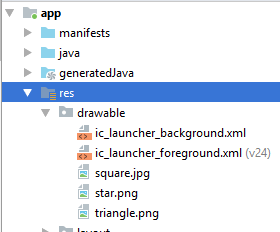 app
manifests
java
generatedJava
res
drawable
ic_launcher_background.xml
ic_launcher_foreground.xml (v24)
square.jpg
star.png
triangle.png